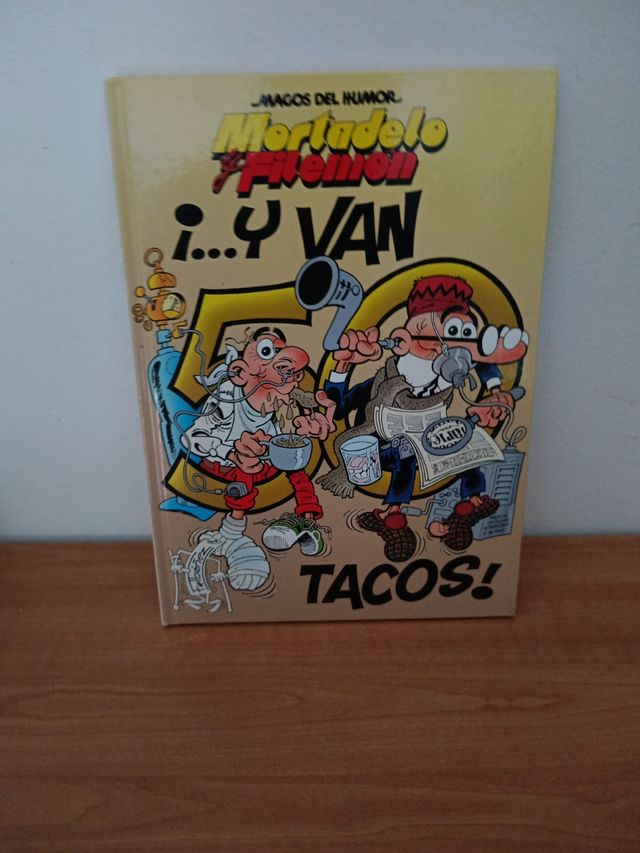 MAGOS DEL HUMOR
Mortadelo
y Filemón
¡...Y VAN
50
TACOS!